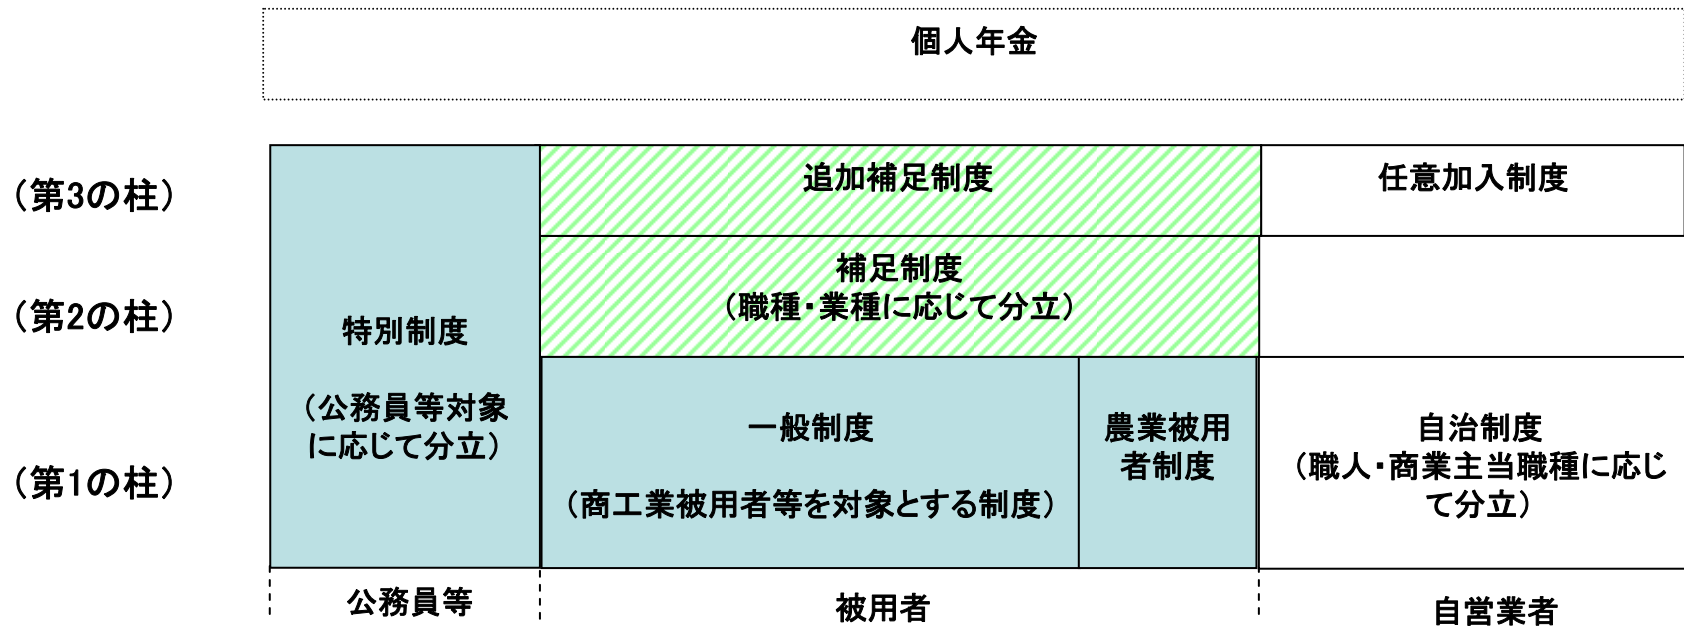 個人年金
（第3の柱）
追加補足制度
任意加入制度
（第2の柱）
補足制度
（職種・業種に応じて分立）
特別制度
（公務員等対象
に応じて分立）
（第1の柱）
一般制度
（商工業被用者等を対象とする制度）
農業被用
者制度
自治制度
（職人・商業主当職種に応じ
て分立）
公務員等
被用者
自営業者